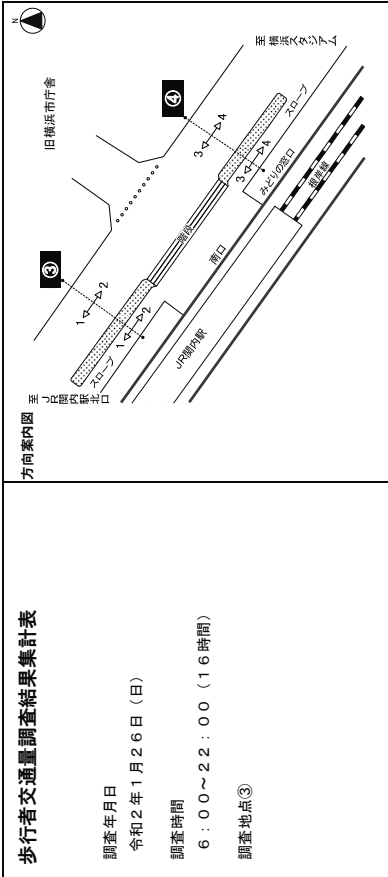 歩行者交通量調査結果集計表
調査年月日
令和2年1月26日（日）
調査時間
6：00～22：00（16時間）
調査地点③
方向案内図
N
旧横浜市庁舎
③
④
至 横浜スタジアム
至 JR関内駅北口
1
2
1
2
3
4
3
4
スロープ
階段
スロープ
みどりの窓口
南口
JR関内駅
根岸線